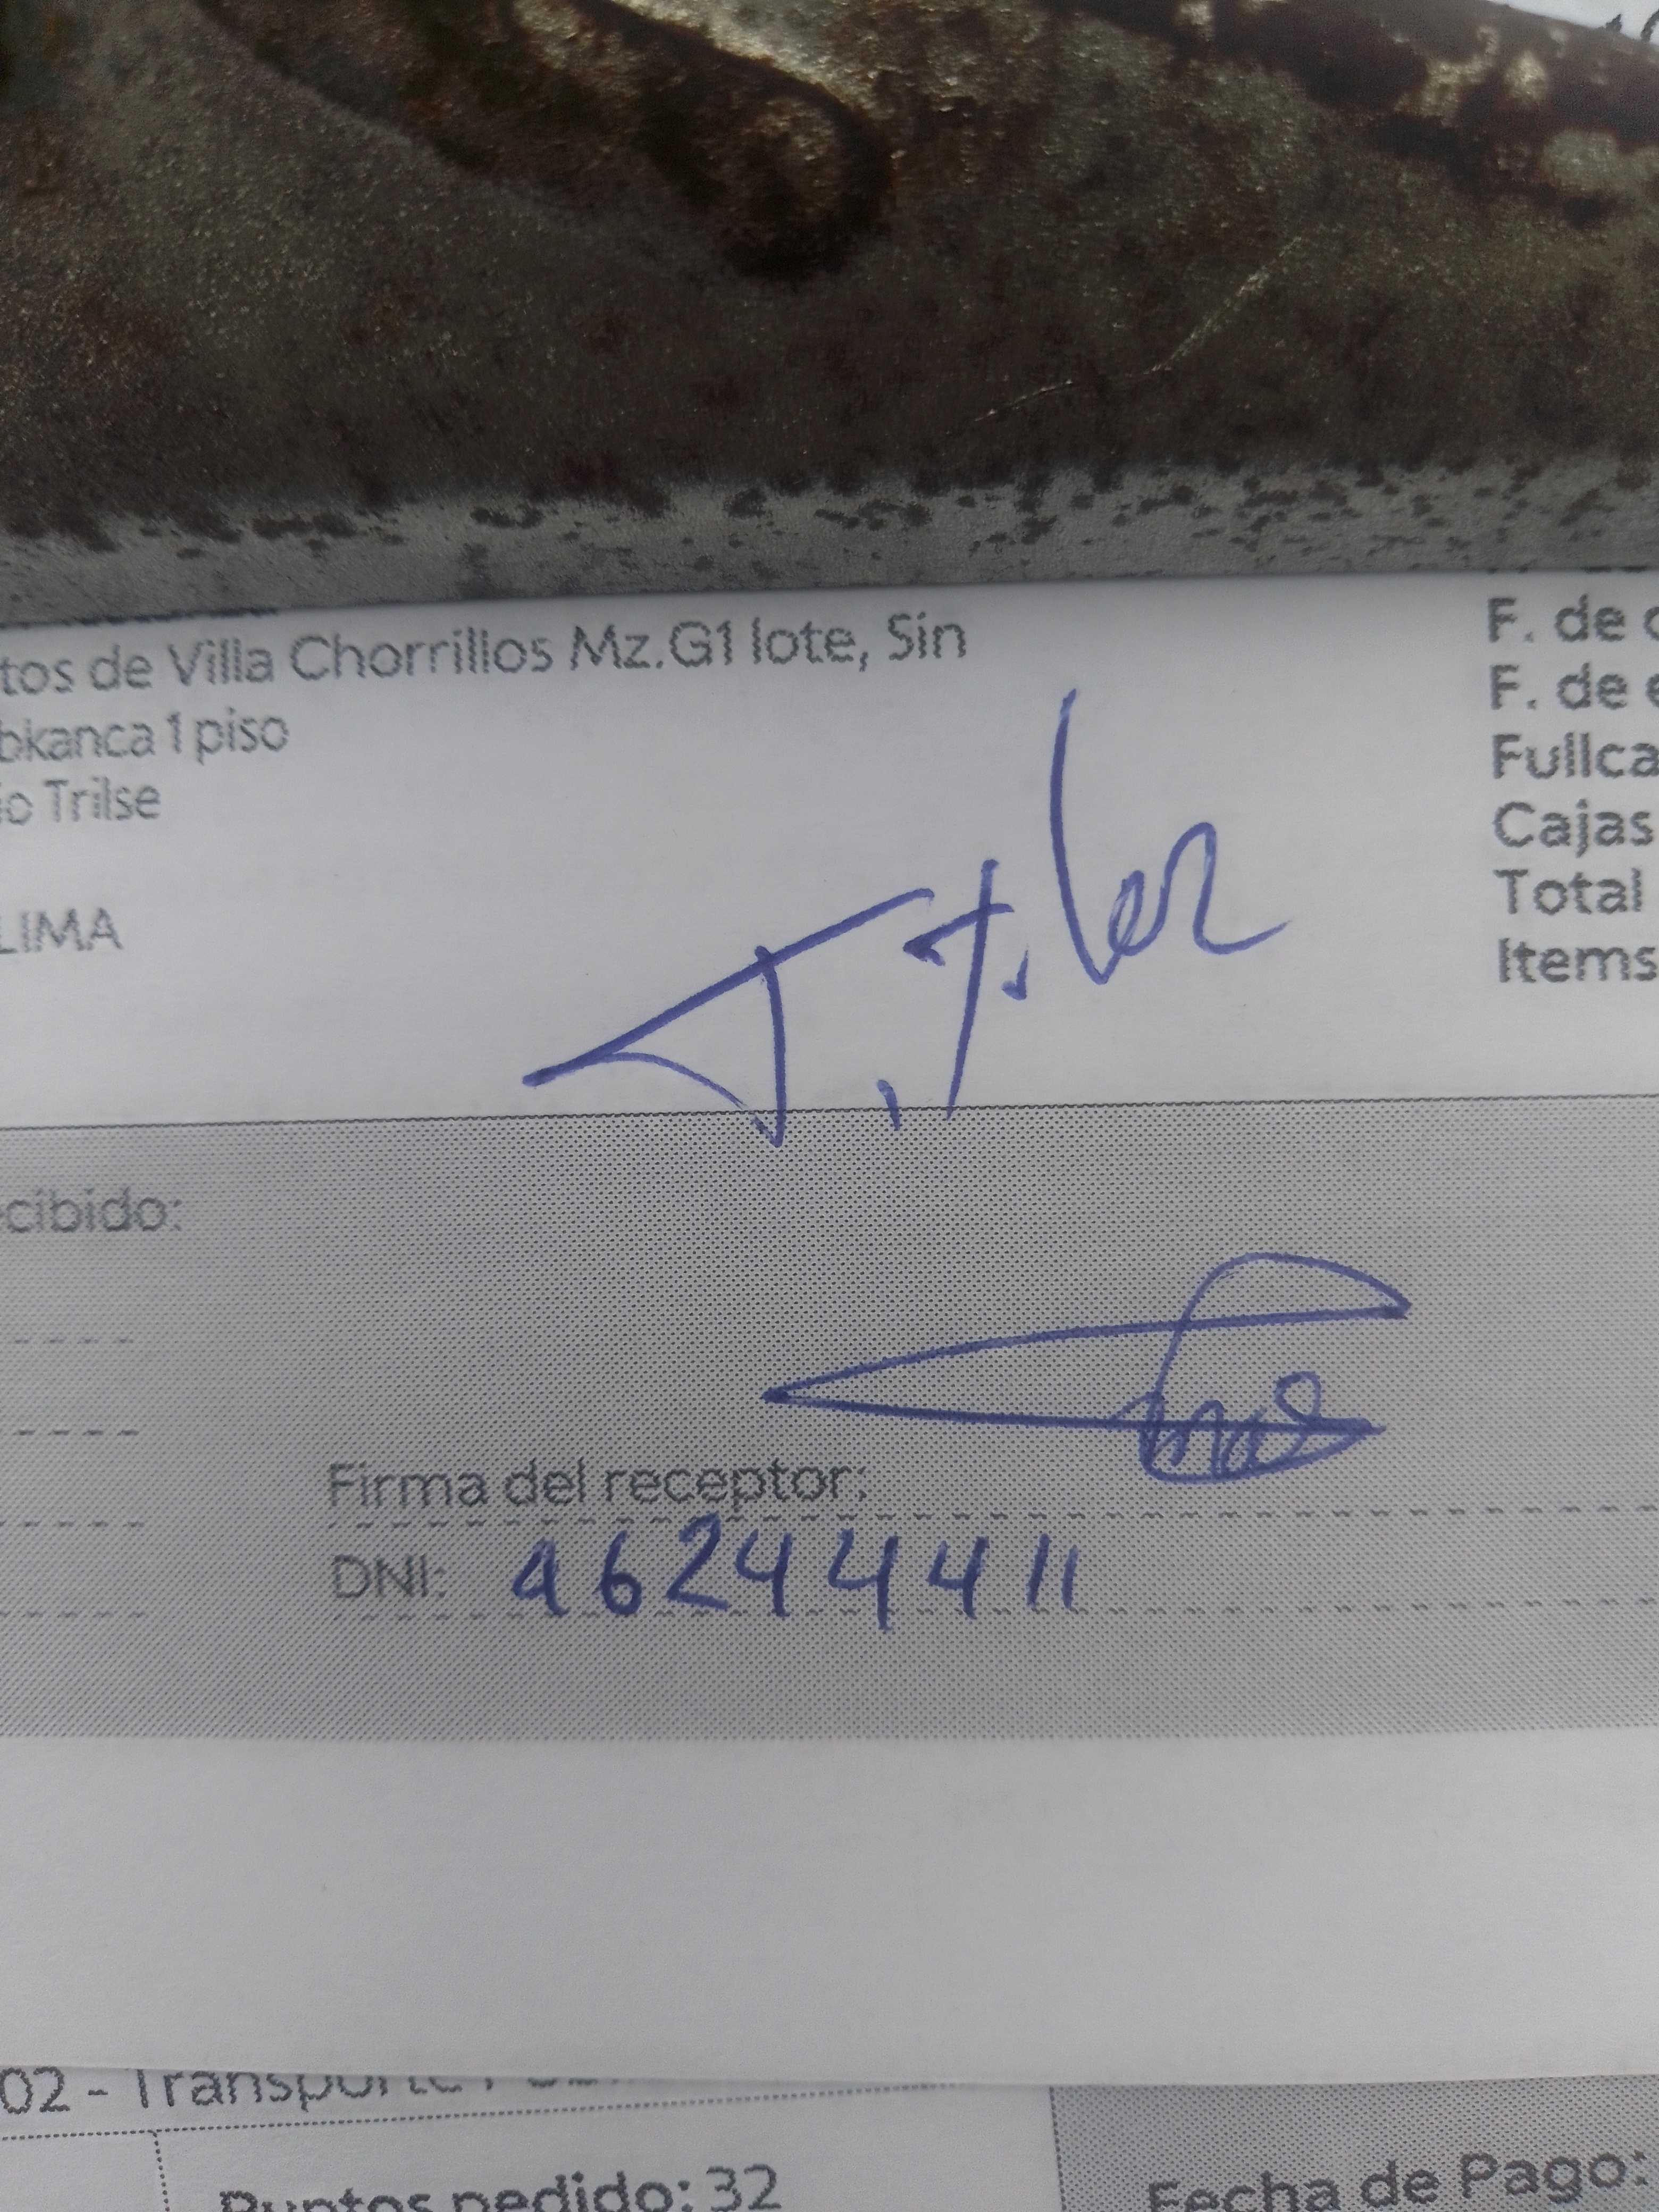 tos de Villa Chorrillos Mz.G1 lote, Sin
bkanca 1 piso
io Trilse
LIMA
F. de
F. de
Fullca
Cajas
Total
Items
cibido:
Firma del receptor:
DNI: 46244411
02 - Transporte
Puntos pedido: 32
Fecha de Pago: